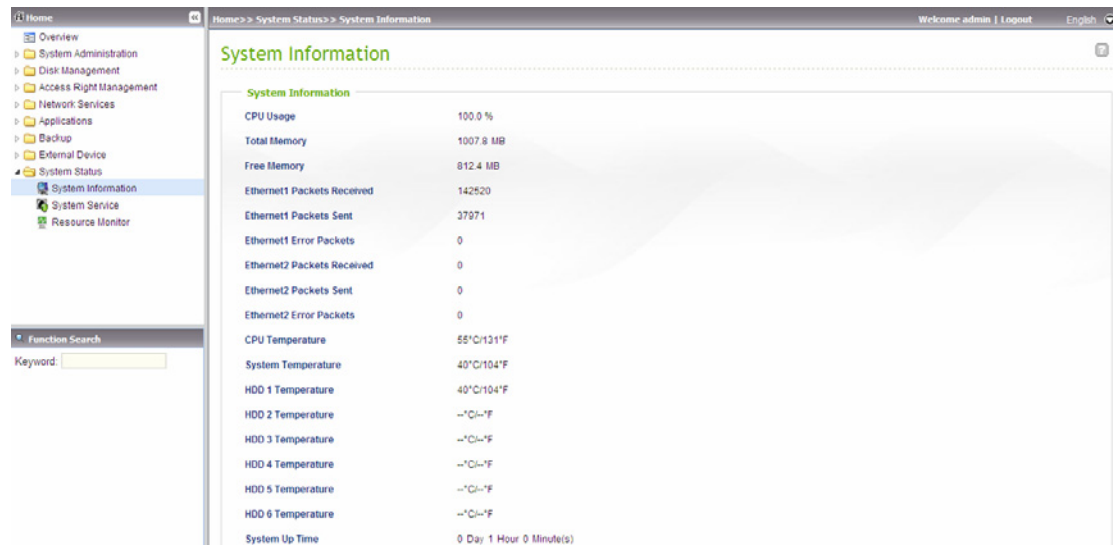 Home
Home>> System Status>> System Information
Welcome admin | Logout
English
Overview
System Administration
Disk Management
Access Right Management
Network Services
Applications
Backup
External Device
System Status
System Information
System Service
Resource Monitor
Function Search
Keyword:
System Information
System Information
CPU Usage 100.0 %
Total Memory 1007.8 MB
Free Memory 812.4 MB
Ethernet1 Packets Received 142520
Ethernet1 Packets Sent 37971
Ethernet1 Error Packets 0
Ethernet2 Packets Received 0
Ethernet2 Packets Sent 0
Ethernet2 Error Packets 0
CPU Temperature 55°C/131°F
System Temperature 40°C/104°F
HDD 1 Temperature 40°C/104°F
HDD 2 Temperature --°C/--°F
HDD 3 Temperature --°C/--°F
HDD 4 Temperature --°C/--°F
HDD 5 Temperature --°C/--°F
HDD 6 Temperature --°C/--°F
System Up Time 0 Day 1 Hour 0 Minute(s)